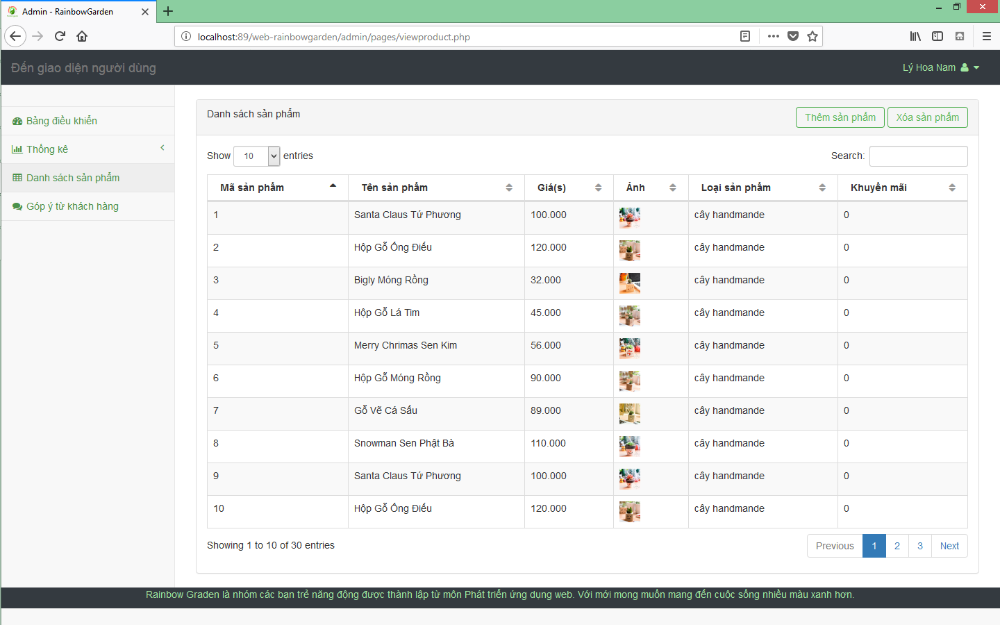 Admin - RainbowGarden
localhost:89/web-rainbowgarden/admin/pages/viewproduct.php
Đến giao diện người dùng
Lý Hoa Nam
Bảng điều khiển
Thống kê
Danh sách sản phẩm
Góp ý từ khách hàng
Danh sách sản phẩm
Thêm sản phẩm Xóa sản phẩm
Show 10 entries
Search:
Mã sản phẩm Tên sản phẩm Giá(s) Ảnh Loại sản phẩm Khuyến mãi
1 Santa Claus Tứ Phương 100.000 cây handmande 0
2 Hộp Gỗ Ống Điếu 120.000 cây handmande 0
3 Bigly Móng Rồng 32.000 cây handmande 0
4 Hộp Gỗ Lá Tim 45.000 cây handmande 0
5 Merry Chrimas Sen Kim 56.000 cây handmande 0
6 Hộp Gỗ Móng Rồng 90.000 cây handmande 0
7 Gỗ Vẽ Cá Sấu 89.000 cây handmande 0
8 Snowman Sen Phật Bà 110.000 cây handmande 0
9 Santa Claus Tứ Phương 100.000 cây handmande 0
10 Hộp Gỗ Ống Điếu 120.000 cây handmande 0
Showing 1 to 10 of 30 entries
Previous 1 2 3 Next
Rainbow Graden là nhóm các bạn trẻ năng động được thành lập từ môn Phát triển ứng dụng web. Với mới mong muốn mang đến cuộc sống nhiều màu xanh hơn.